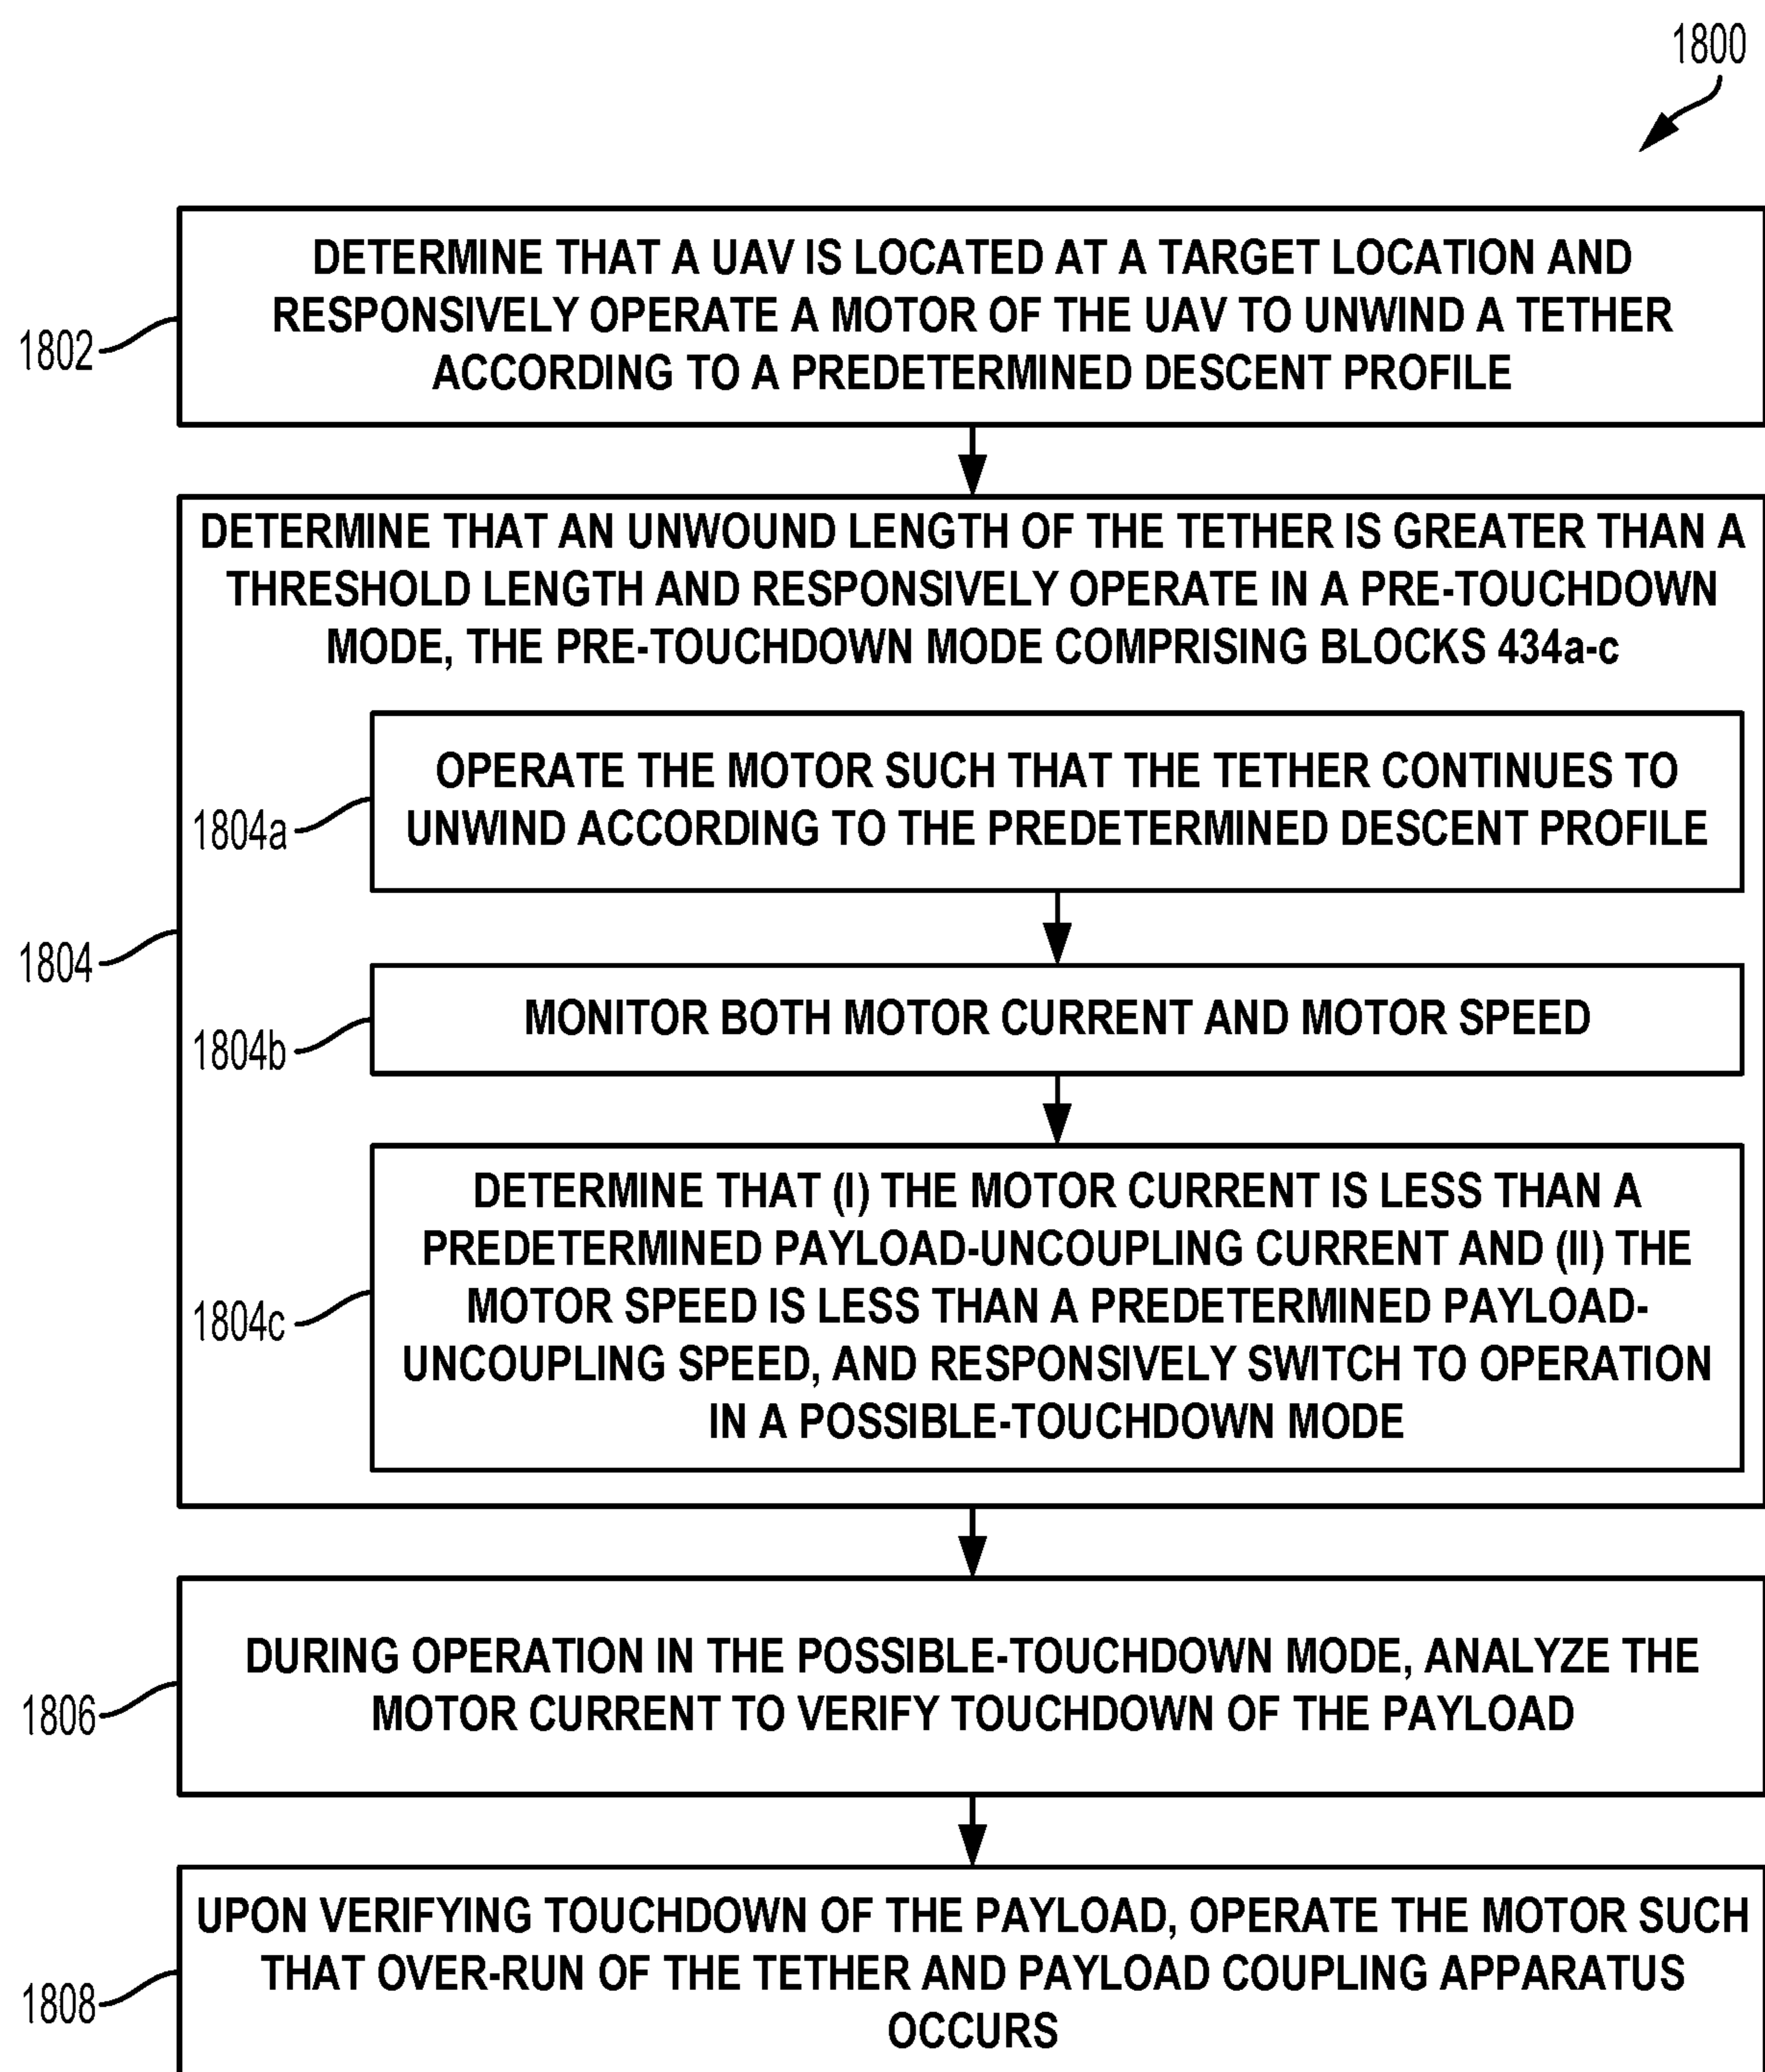 1800
DETERMINE THAT A UAV IS LOCATED AT A TARGET LOCATION AND
RESPONSIVELY OPERATE A MOTOR OF THE UAV TO UNWIND A TETHER
ACCORDING TO A PREDETERMINED DESCENT PROFILE
1802
DETERMINE THAT AN UNWOUND LENGTH OF THE TETHER IS GREATER THAN A
THRESHOLD LENGTH AND RESPONSIVELY OPERATE IN A PRE-TOUCHDOWN
MODE, THE PRE-TOUCHDOWN MODE COMPRISING BLOCKS 434a-c
OPERATE THE MOTOR SUCH THAT THE TETHER CONTINUES TO
UNWIND ACCORDING TO THE PREDETERMINED DESCENT PROFILE
1804a
1804
MONITOR BOTH MOTOR CURRENT AND MOTOR SPEED
1804b
DETERMINE THAT (I) THE MOTOR CURRENT IS LESS THAN A
PREDETERMINED PAYLOAD-UNCOUPLING CURRENT AND (II) THE
MOTOR SPEED IS LESS THAN A PREDETERMINED PAYLOAD-
UNCOUPLING SPEED, AND RESPONSIVELY SWITCH TO OPERATION
IN A POSSIBLE-TOUCHDOWN MODE
1804c
DURING OPERATION IN THE POSSIBLE-TOUCHDOWN MODE, ANALYZE THE
MOTOR CURRENT TO VERIFY TOUCHDOWN OF THE PAYLOAD
1806
UPON VERIFYING TOUCHDOWN OF THE PAYLOAD, OPERATE THE MOTOR SUCH
THAT OVER-RUN OF THE TETHER AND PAYLOAD COUPLING APPARATUS
OCCURS
1808